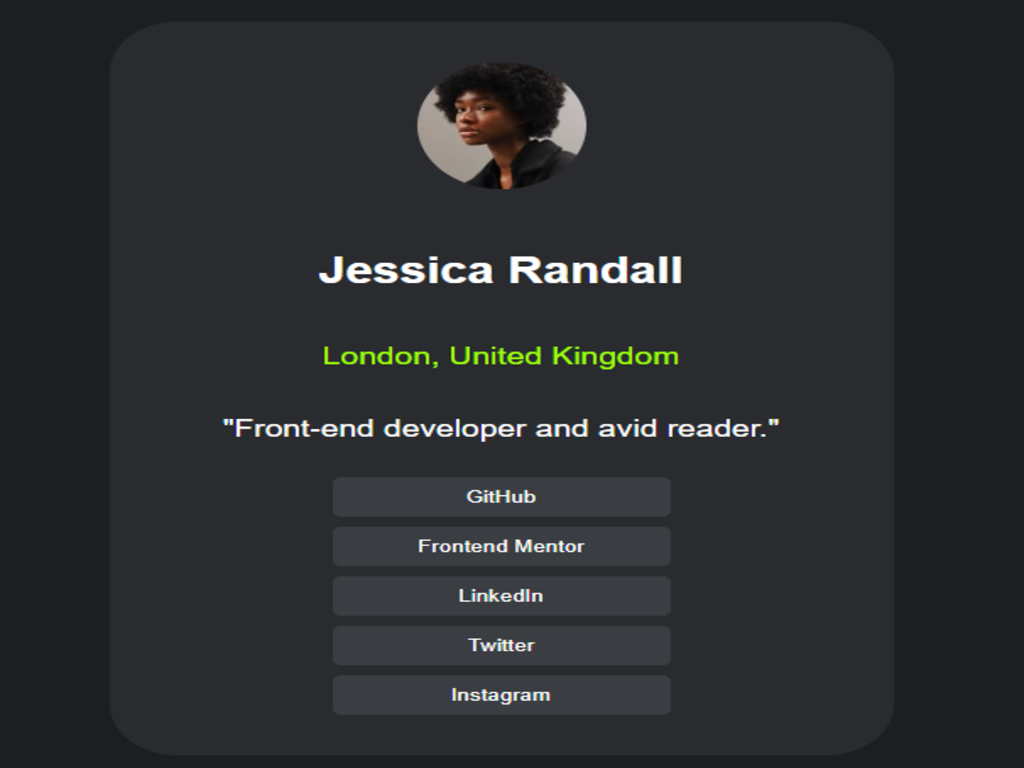 Jessica Randall
London, United Kingdom
"Front-end developer and avid reader."
GitHub
Frontend Mentor
LinkedIn
Twitter
Instagram